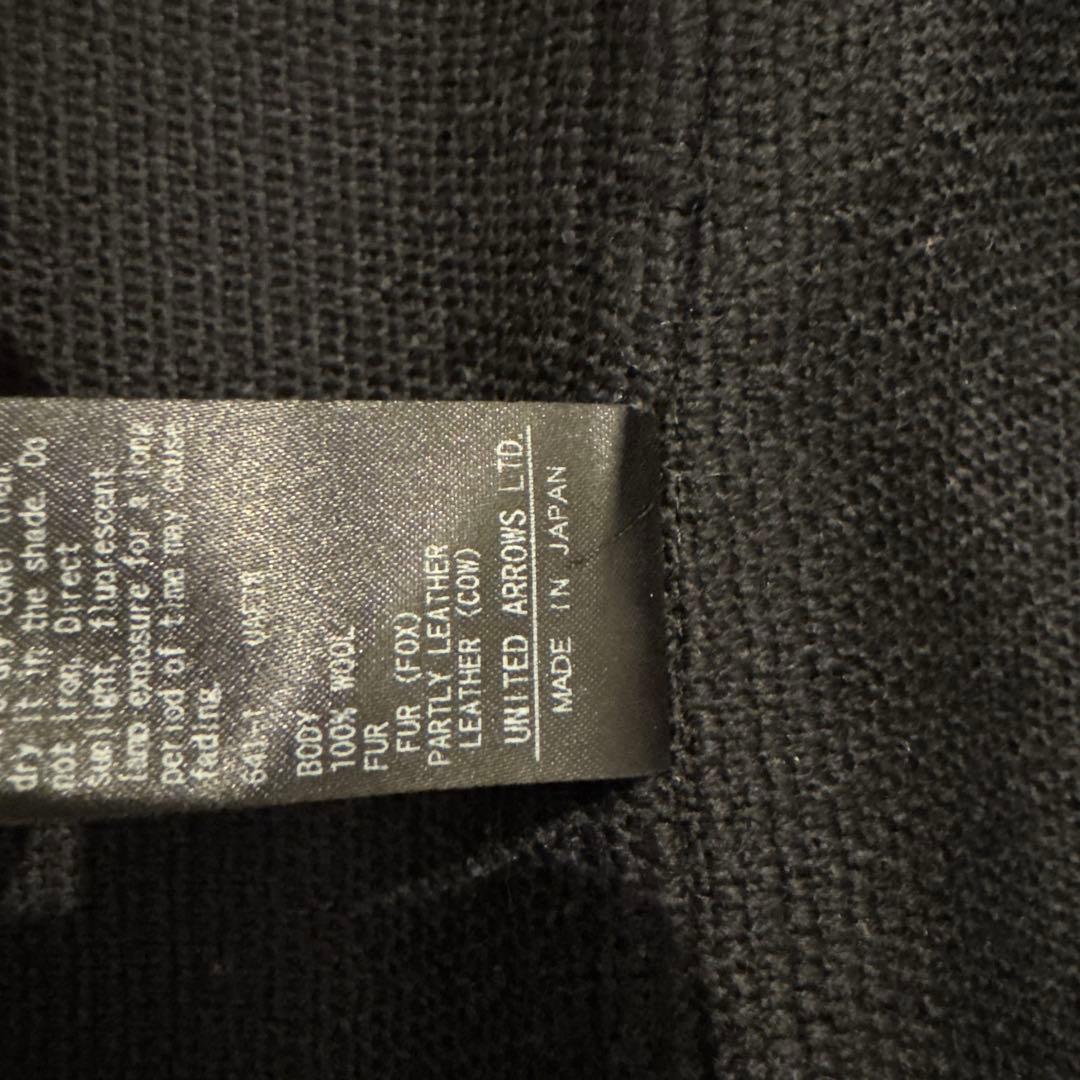 dry it in the shade. Do
not iron. Direct
sunlight, fluorescent
lamp exposure for a long
period of time may cause
fading.
BODY
100% WOOL
FUR
FUR (FOX)
PARTLY LEATHER
LEATHER (COW)
UNITED ARROWS LTD.
MADE IN JAPAN